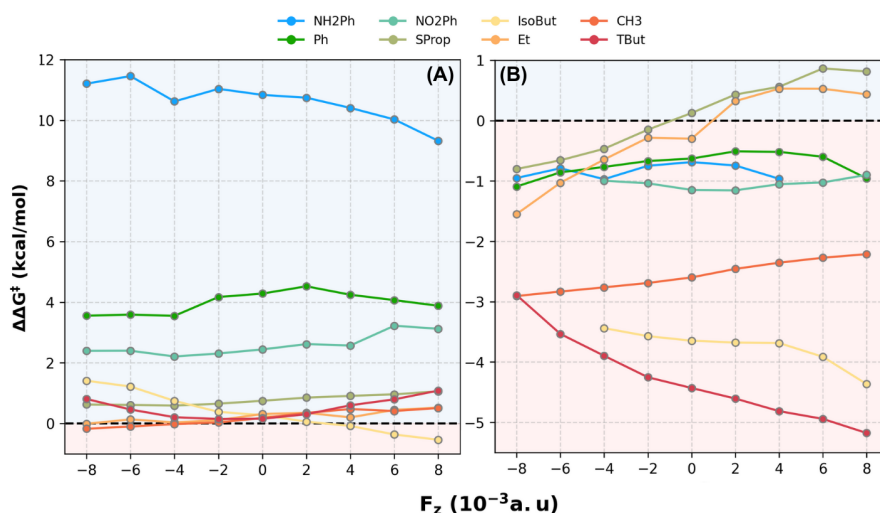 NH2Ph NO2Ph IsoBut CH3
Ph SProp Et TBut
(A) (B)
ΔΔG‡ (kcal/mol)
12
10
8
6
4
2
0
−8 −6 −4 −2 0 2 4 6 8
1
0
−1
−2
−3
−4
−5
−8 −6 −4 −2 0 2 4 6 8
F_z (10⁻³a. u)